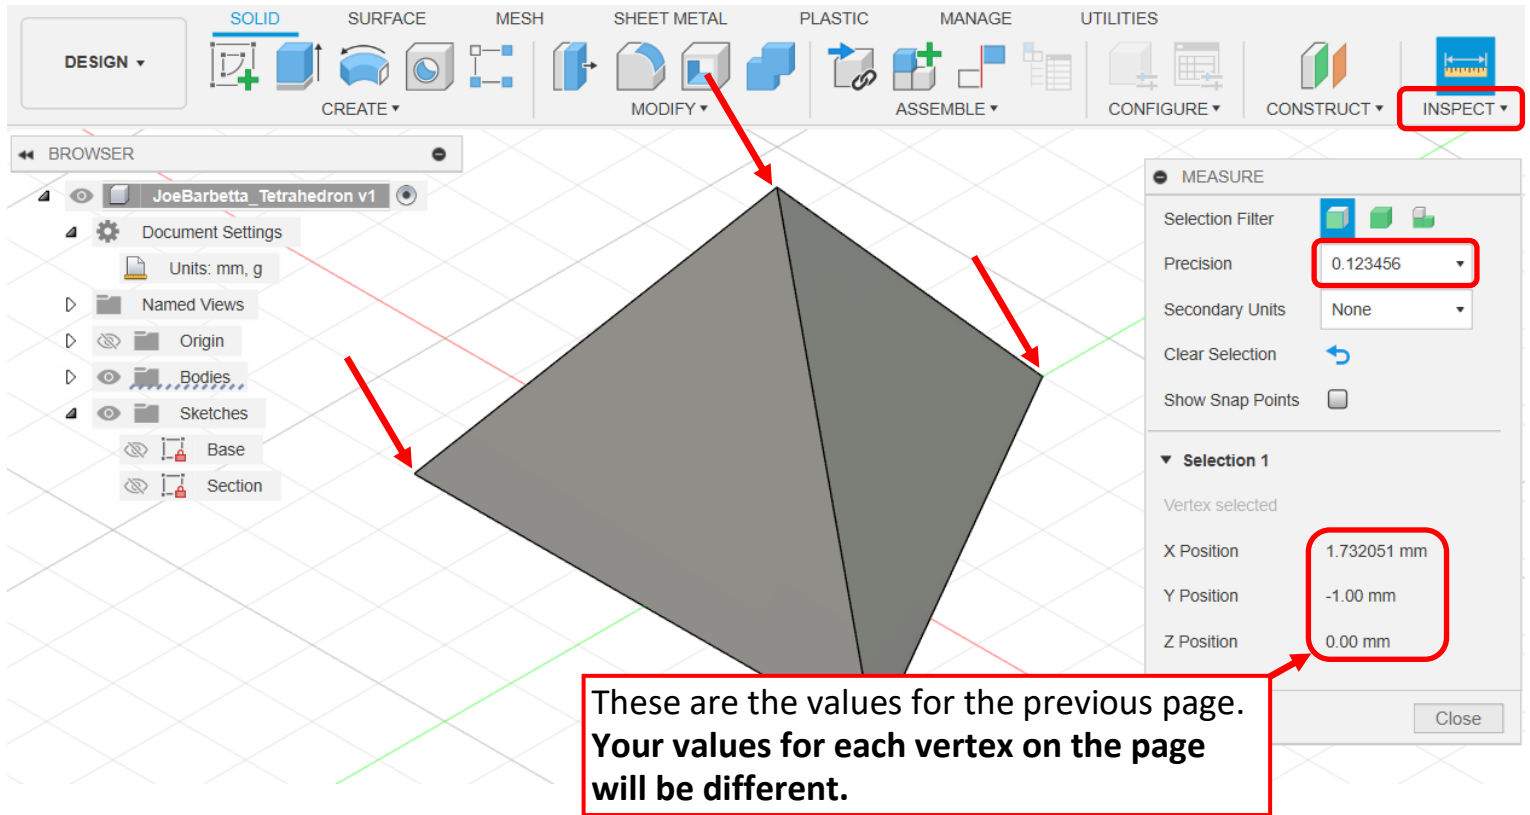 SOLID SURFACE MESH SHEET METAL PLASTIC MANAGE UTILITIES
DESIGN ▾
CREATE ▾ MODIFY ▾ ASSEMBLE ▾ CONFIGURE ▾ CONSTRUCT ▾ INSPECT ▾
BROWSER
JoeBarbetta_Tetrahedron v1
Document Settings
Units: mm, g
Named Views
Origin
Bodies
Sketches
Base
Section
MEASURE
Selection Filter
Precision 0.123456
Secondary Units None
Clear Selection
Show Snap Points
Selection 1
Vertex selected
X Position 1.732051 mm
Y Position -1.00 mm
Z Position 0.00 mm
Close
These are the values for the previous page.
Your values for each vertex on the page
will be different.